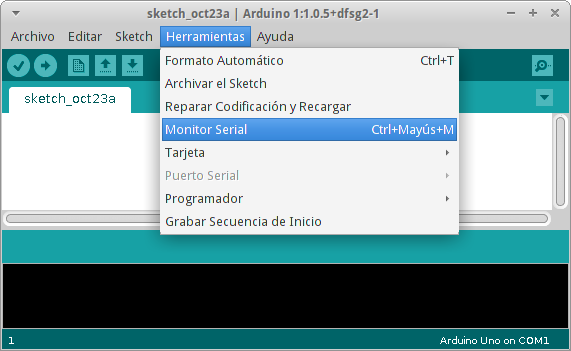 sketch_oct23a | Arduino 1:1.0.5+dfsg2-1
Archivo Editar Sketch Herramientas Ayuda
sketch_oct23a
Formato Automático Ctrl+T
Archivar el Sketch
Reparar Codificación y Recargar
Monitor Serial Ctrl+Mayús+M
Tarjeta
Puerto Serial
Programador
Grabar Secuencia de Inicio
1 Arduino Uno on COM1